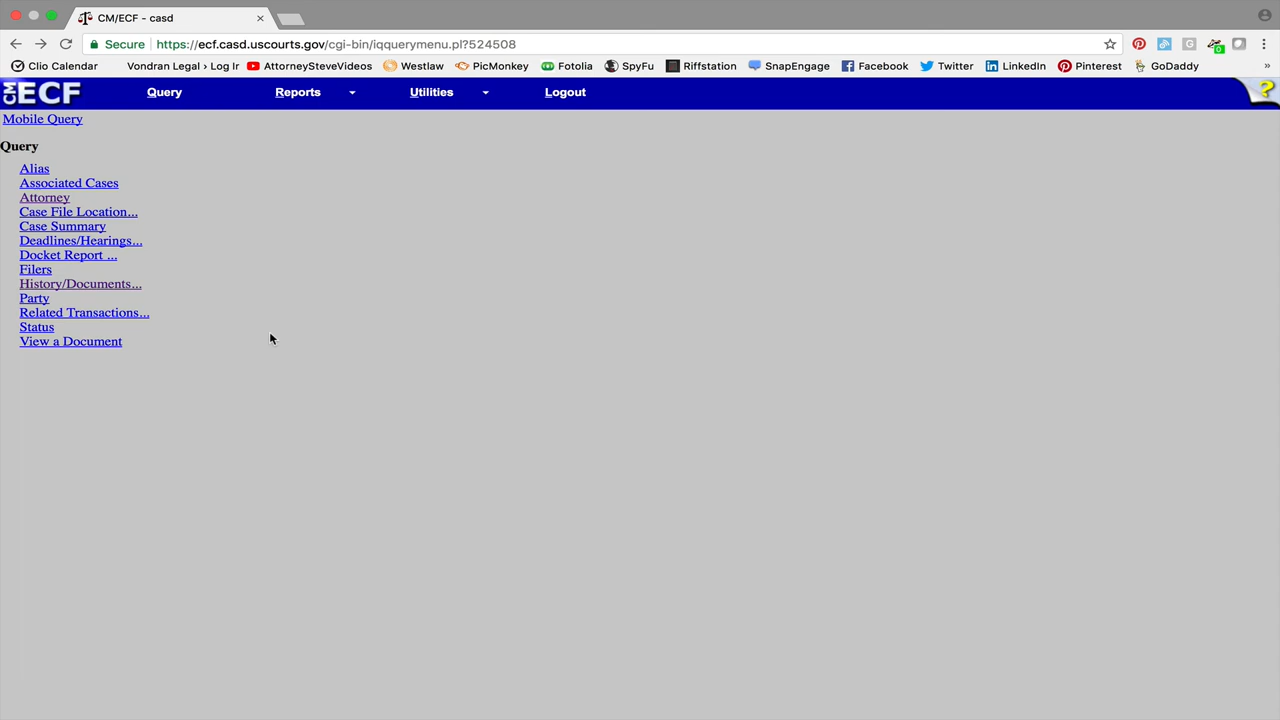 CM/ECF - casd
Secure https://ecf.casd.uscourts.gov/cgi-bin/iqquerymenu.pl?524508
Clio Calendar Vondran Legal › Log Ir AttorneySteveVideos Westlaw PicMonkey Fotolia SpyFu Riffstation SnapEngage Facebook Twitter LinkedIn Pinterest GoDaddy »
CM ECF Query Reports Utilities Logout ?
Mobile Query
Query
Alias
Associated Cases
Attorney
Case File Location...
Case Summary
Deadlines/Hearings...
Docket Report ...
Filers
History/Documents...
Party
Related Transactions...
Status
View a Document